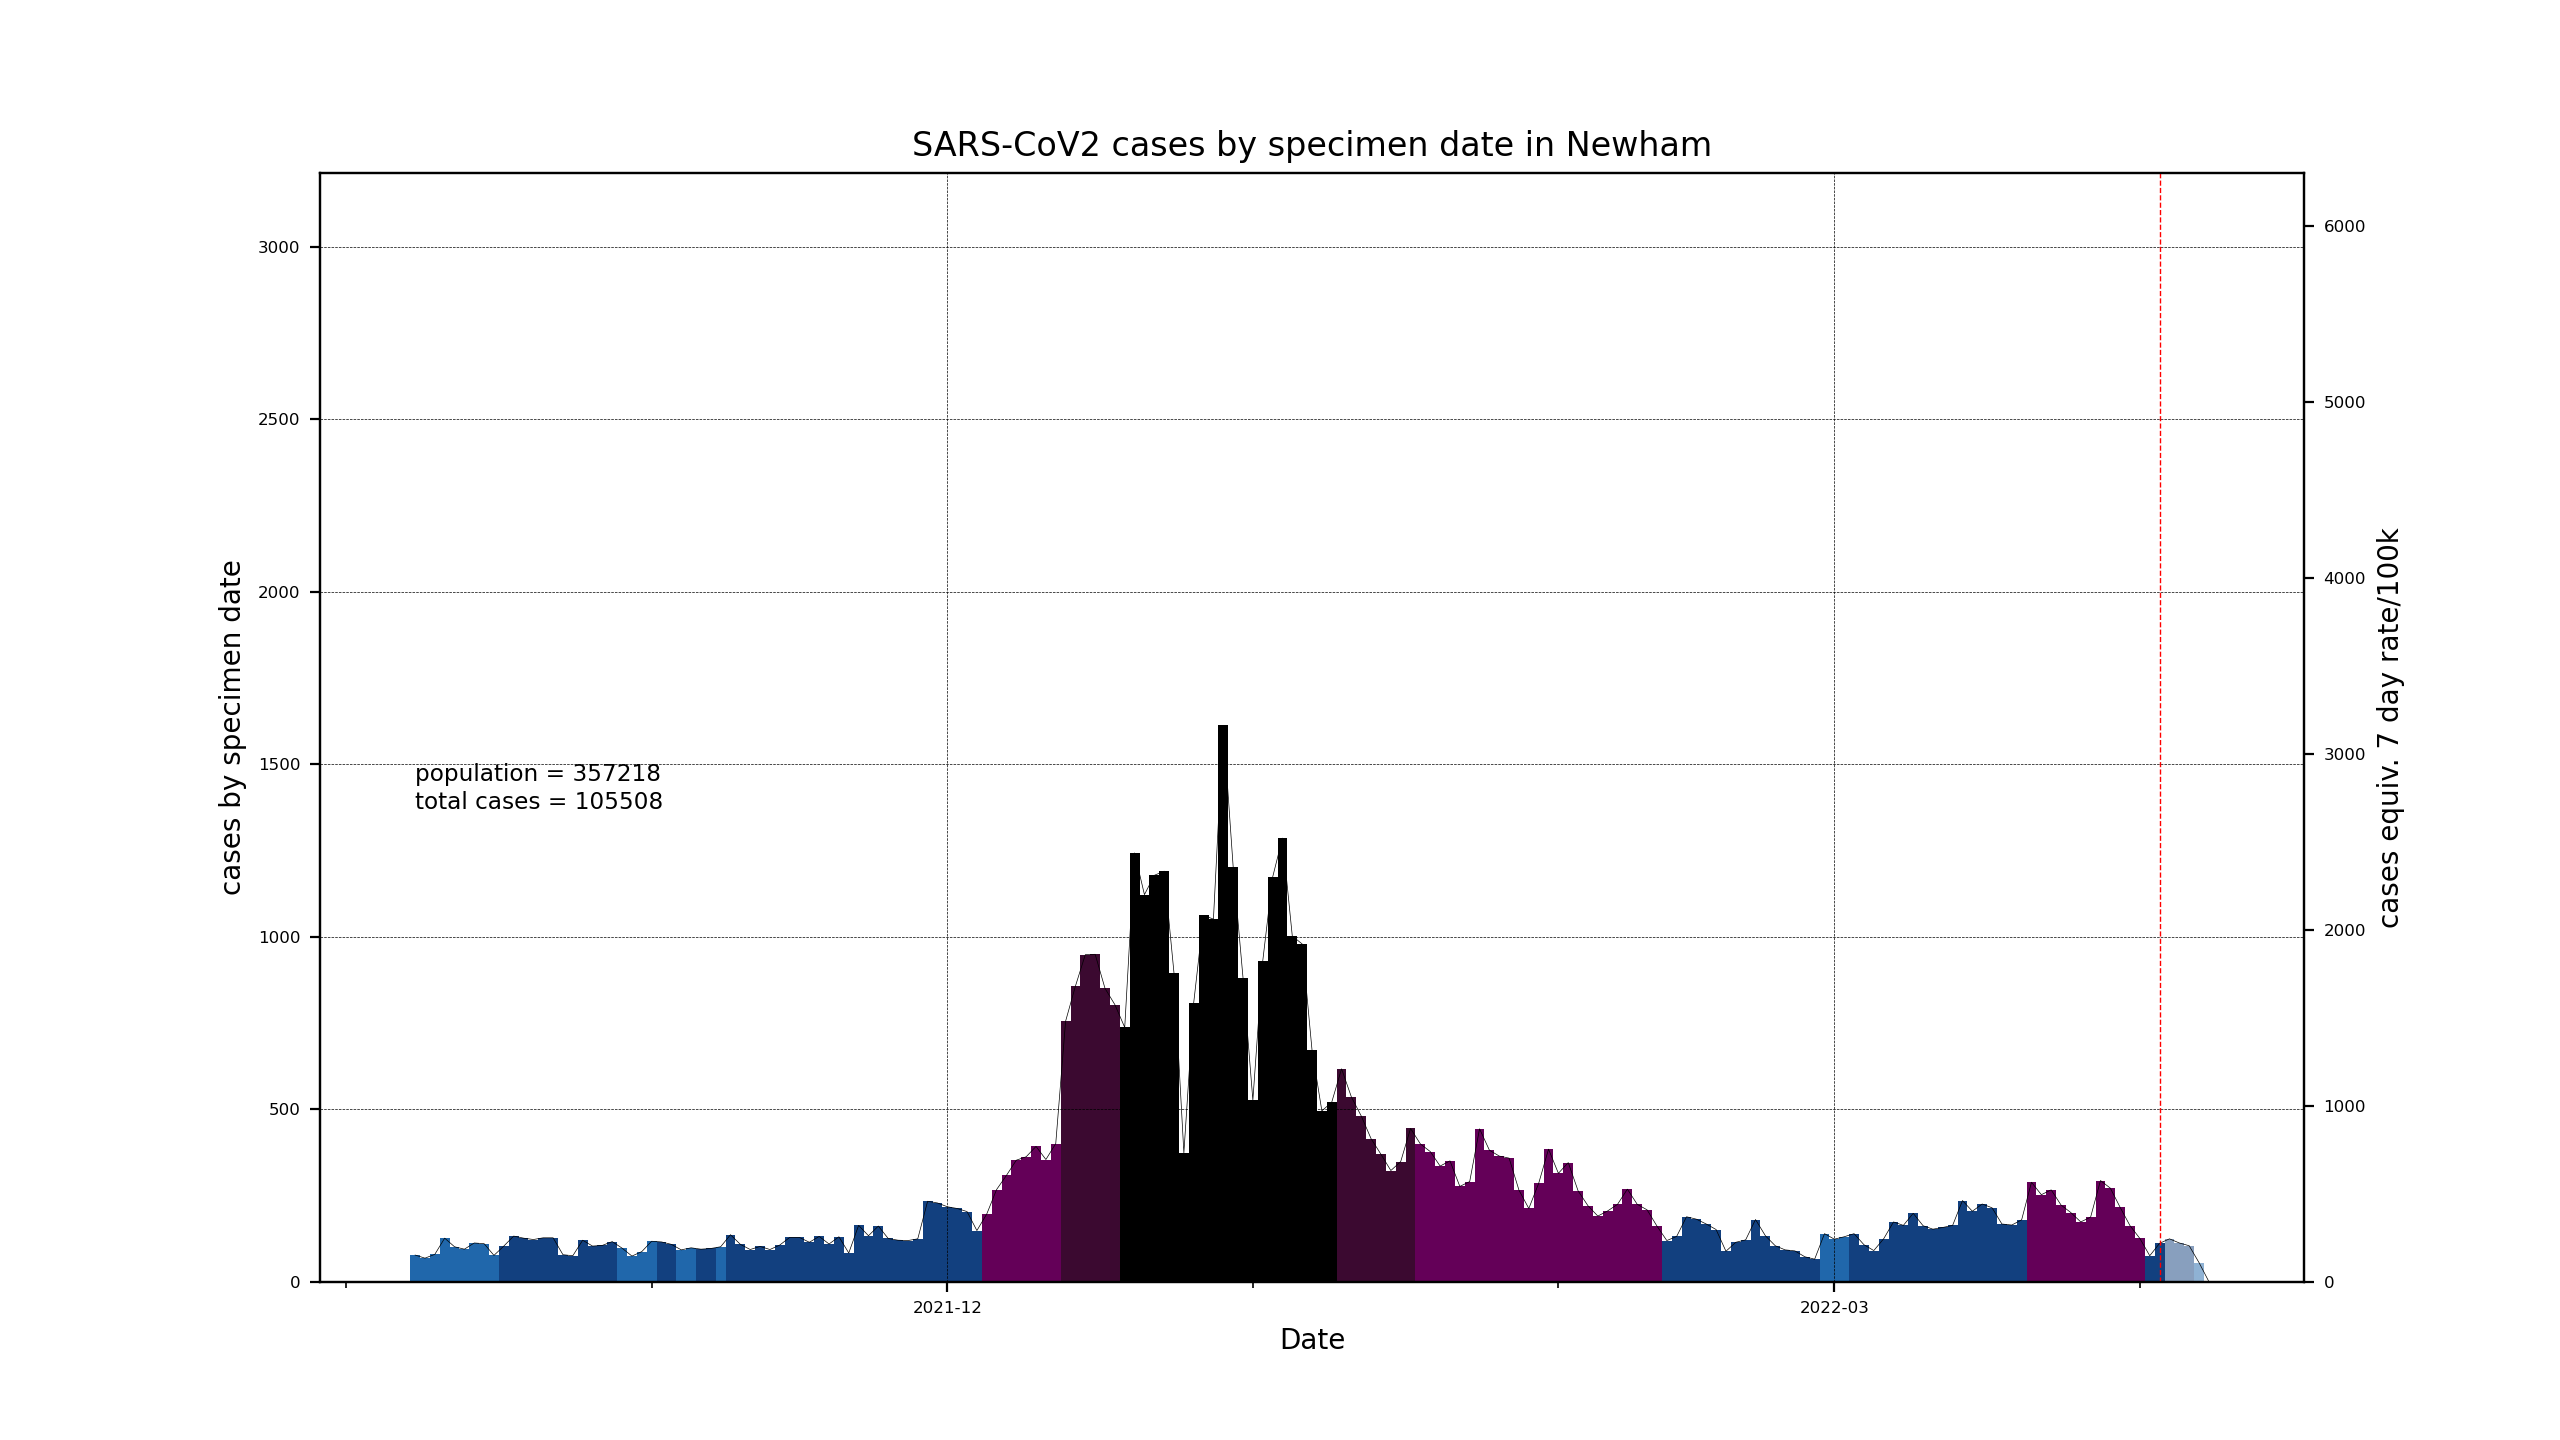 SARS-CoV2 cases by specimen date in Newham
cases by specimen date
3000
2500
2000
1500
1000
500
0
population = 357218
total cases = 105508
6000
5000
4000
3000
2000
1000
0
cases equiv. 7 day rate/100k
2021-12
2022-03
Date